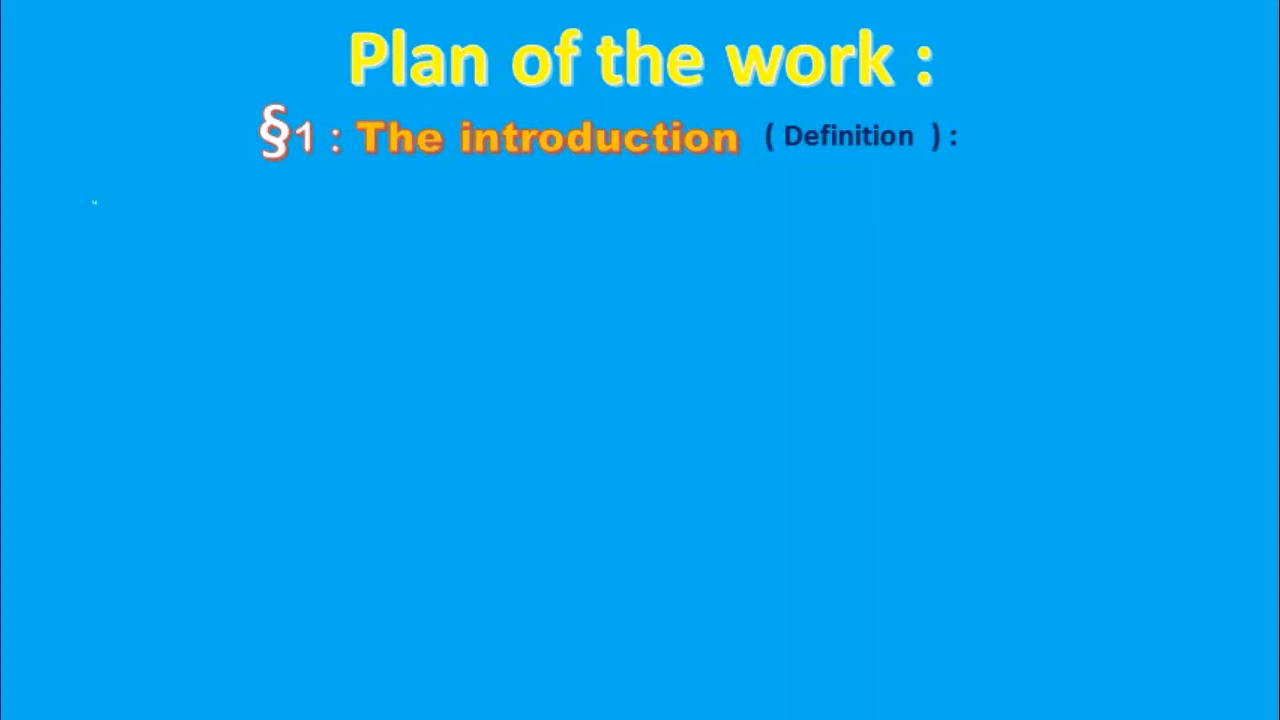 Plan of the work :
§1 : The introduction ( Definition ) :